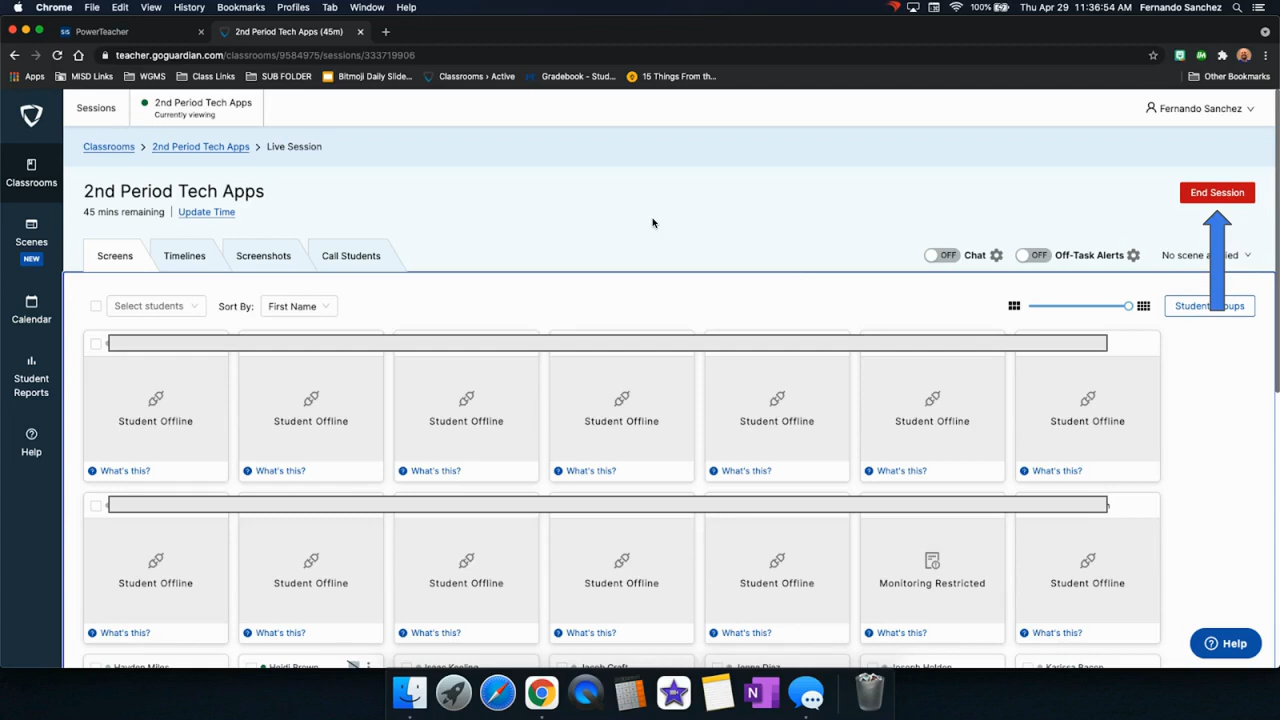 Chrome File Edit View History Bookmarks Profiles Tab Window Help 100% Thu Apr 29 11:36:54 AM Fernando Sanchez
SIS PowerTeacher 2nd Period Tech Apps (45m)
teacher.goguardian.com/classrooms/9584975/sessions/333719906
Apps MISD Links WGMS Class Links SUB FOLDER Bitmoji Daily Slide... Classrooms › Active Gradebook - Stud... 15 Things From th... Other Bookmarks
Sessions 2nd Period Tech Apps Fernando Sanchez
Currently viewing
Classrooms > 2nd Period Tech Apps > Live Session
Classrooms
2nd Period Tech Apps End Session
45 mins remaining | Update Time
Scenes
NEW
Screens Timelines Screenshots Call Students OFF Chat OFF Off-Task Alerts
Calendar
Select students Sort By: First Name
Student
Reports
Student Offline Student Offline Student Offline Student Offline Student Offline Student Offline Student Offline
Help
What's this? What's this? What's this? What's this? What's this? What's this? What's this?
Student Offline Student Offline Student Offline Student Offline Student Offline Monitoring Restricted Student Offline
What's this? What's this? What's this? What's this? What's this? What's this? What's this?
Help